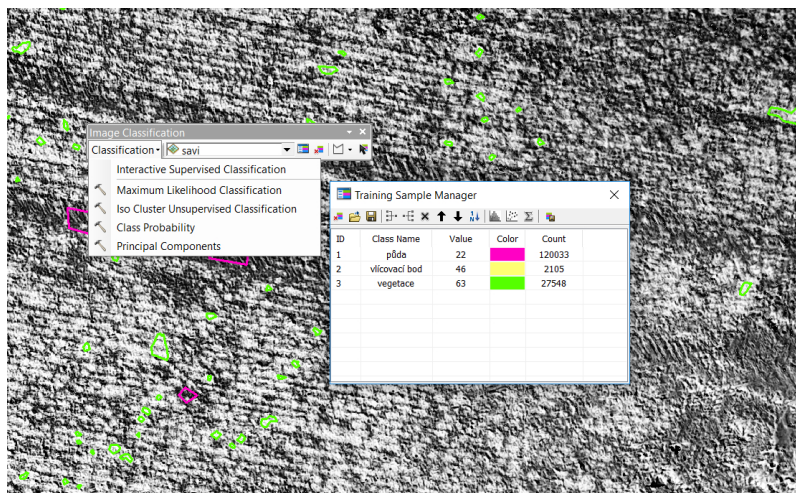 Image Classification
Classification
savi
Interactive Supervised Classification
Maximum Likelihood Classification
Iso Cluster Unsupervised Classification
Class Probability
Principal Components
Training Sample Manager
ID Class Name Value Color Count
1 půda 22 120033
2 vlícovací bod 46 2105
3 vegetace 63 27548